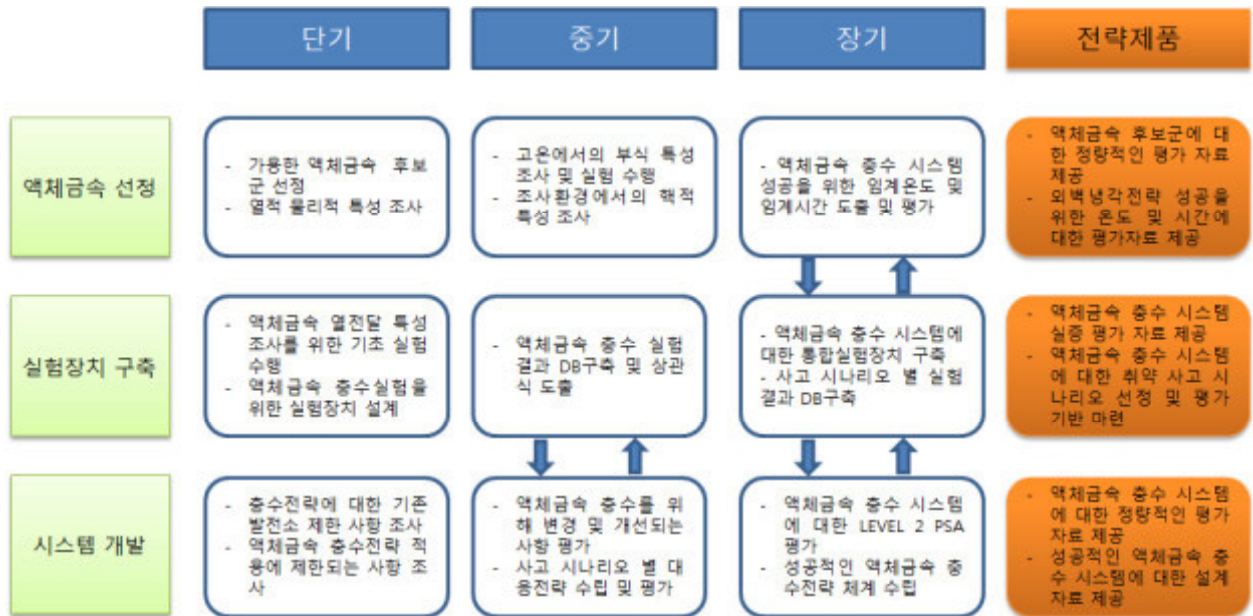 단기
중기
장기
전략제품
액체금속 선정
- 가용한 액체금속 후보
군 선정
- 열적 물리적 특성 조사
- 고온에서의 부식 특성
조사 및 실험 수행
- 조사환경에서의 핵적
특성 조사
- 액체금속 충수 시스템
성공을 위한 임계온도 및
임계시간 도출 및 평가
- 액체금속 후보군에 대
한 정량적인 평가 자료
제공
- 외벽냉각전략 성공을
위한 온도 및 시간에
대한 평가자료 제공
실험장치 구축
- 액체금속 열전달 특성
조사를 위한 기초 실험
수행
- 액체금속 충수실험을
위한 실험장치 설계
- 액체금속 충수 실험
결과 DB구축 및 상관
식 도출
- 액체금속 충수 시스템에
대한 통합실험장치 구축
- 사고 시나리오 별 실험
결과 DB구축
- 액체금속 충수 시스템
실증 평가 자료 제공
- 액체금속 충수 시스템
에 대한 취약 사고 시
나리오 선정 및 평가
기반 마련
시스템 개발
- 충수전략에 대한 기존
발전소 제한 사항 조사
- 액체금속 충수전략 적
용에 제한되는 사항 조
사
- 액체금속 충수를 위
해 변경 및 개선되는
사항 평가
- 사고 시나리오 별 대
응전략 수립 및 평가
- 액체금속 충수 시스템
에 대한 LEVEL 2 PSA
평가
- 성공적인 액체금속 충
수전략 체계 수립
- 액체금속 충수 시스템
에 대한 정량적인 평가
자료 제공
- 성공적인 액체금속 충
수 시스템에 대한 설계
자료 제공